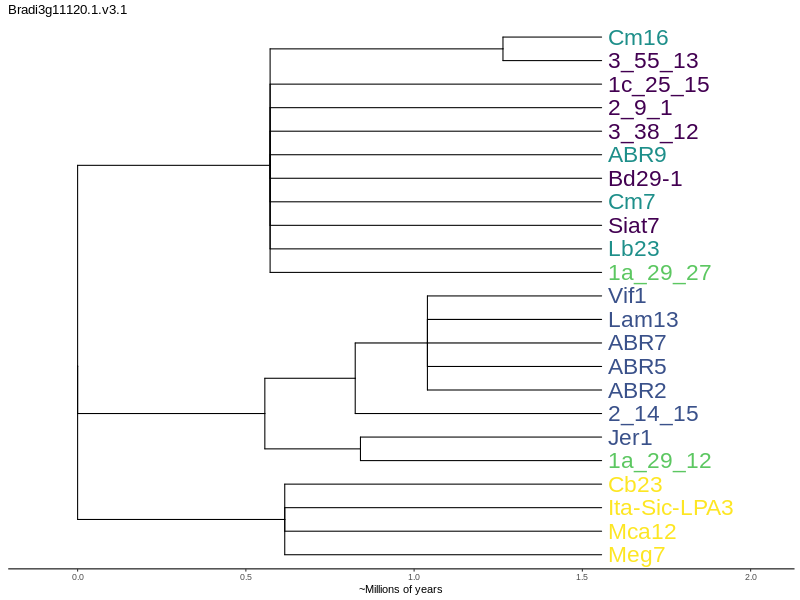 Bradi3g11120.1.v3.1
Cm16
3_55_13
1c_25_15
2_9_1
3_38_12
ABR9
Bd29-1
Cm7
Siat7
Lb23
1a_29_27
Vif1
Lam13
ABR7
ABR5
ABR2
2_14_15
Jer1
1a_29_12
Cb23
Ita-Sic-LPA3
Mca12
Meg7
0.0 0.5 1.0 1.5 2.0
~Millions of years